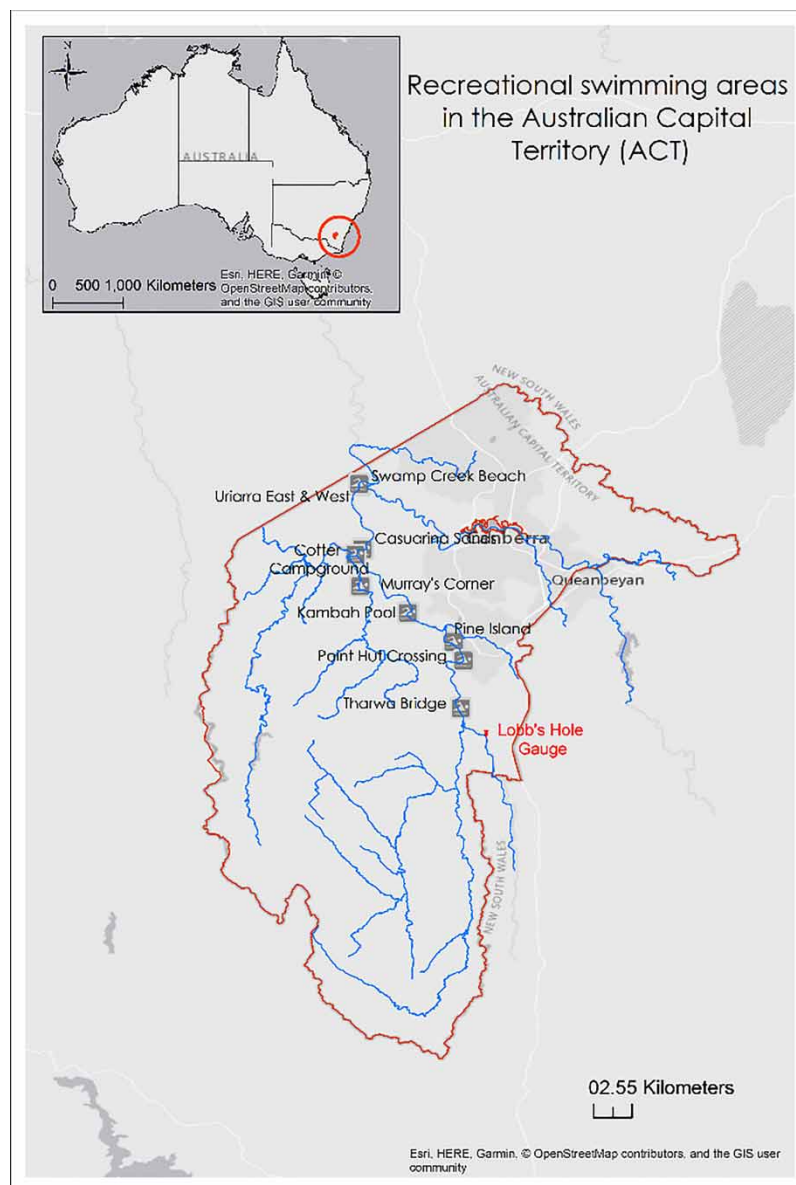 N
Recreational swimming areas
in the Australian Capital
Territory (ACT)
AUSTRALIA
0 500 1,000 Kilometers
Esri, HERE, Garmin, ©
OpenStreetMap contributors,
and the GIS user community
NEW SOUTH WALES
AUSTRALIAN CAPITAL TERRITORY
Swamp Creek Beach
Uriarra East & West
Casuarina Sands
Canberra
Cotter
Campground
Queanbeyan
Murray's Corner
Kambah Pool
Pine Island
Point Hut Crossing
Tharwa Bridge
Lobb's Hole
Gauge
NEW SOUTH WALES
02.55 Kilometers
Esri, HERE, Garmin, © OpenStreetMap contributors, and the GIS user
community